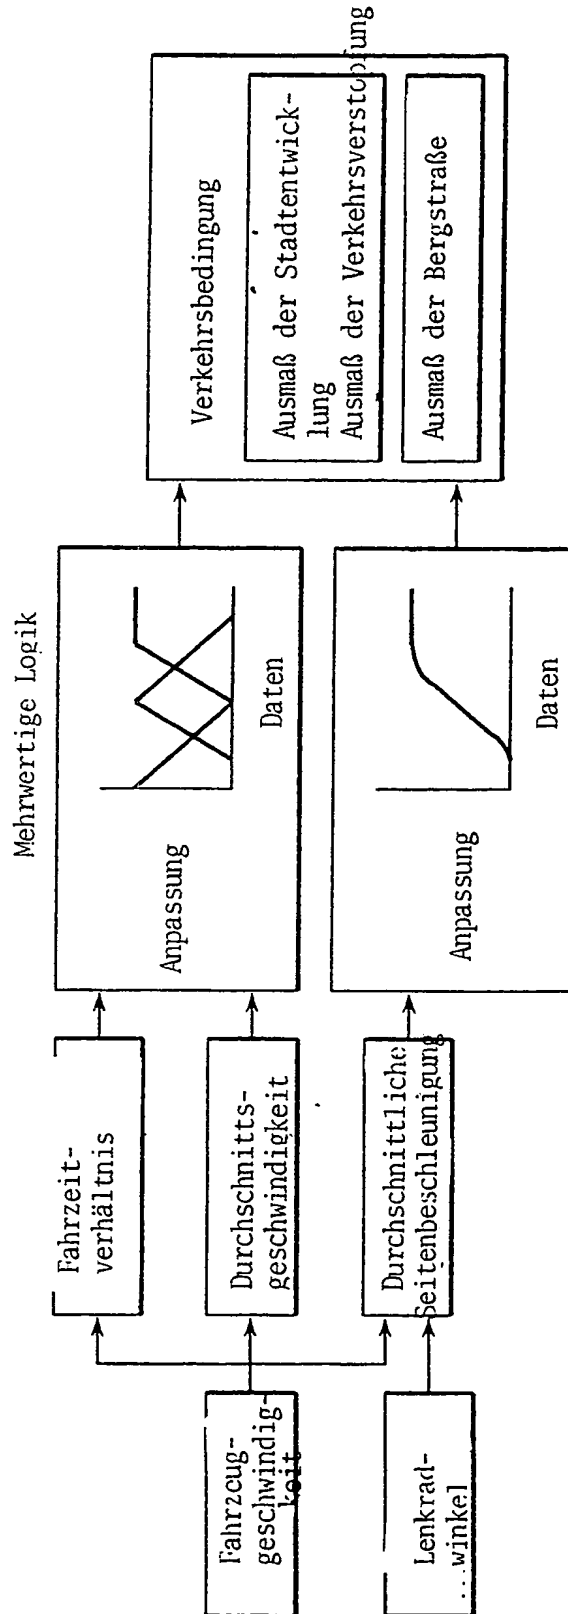 Mehrwertige Logik
Fahrzeug-
geschwindig-
keit
Lenkrad-
winkel
Fahrzeit-
verhältnis
Durchschnitts-
geschwindigkeit
Durchschnittliche
Seitenbeschleunigung
Anpassung
Daten
Anpassung
Daten
Verkehrsbedingung
Ausmaß der Stadtentwick-
lung
Ausmaß der Verkehrsverstopfung
Ausmaß der Bergstraße